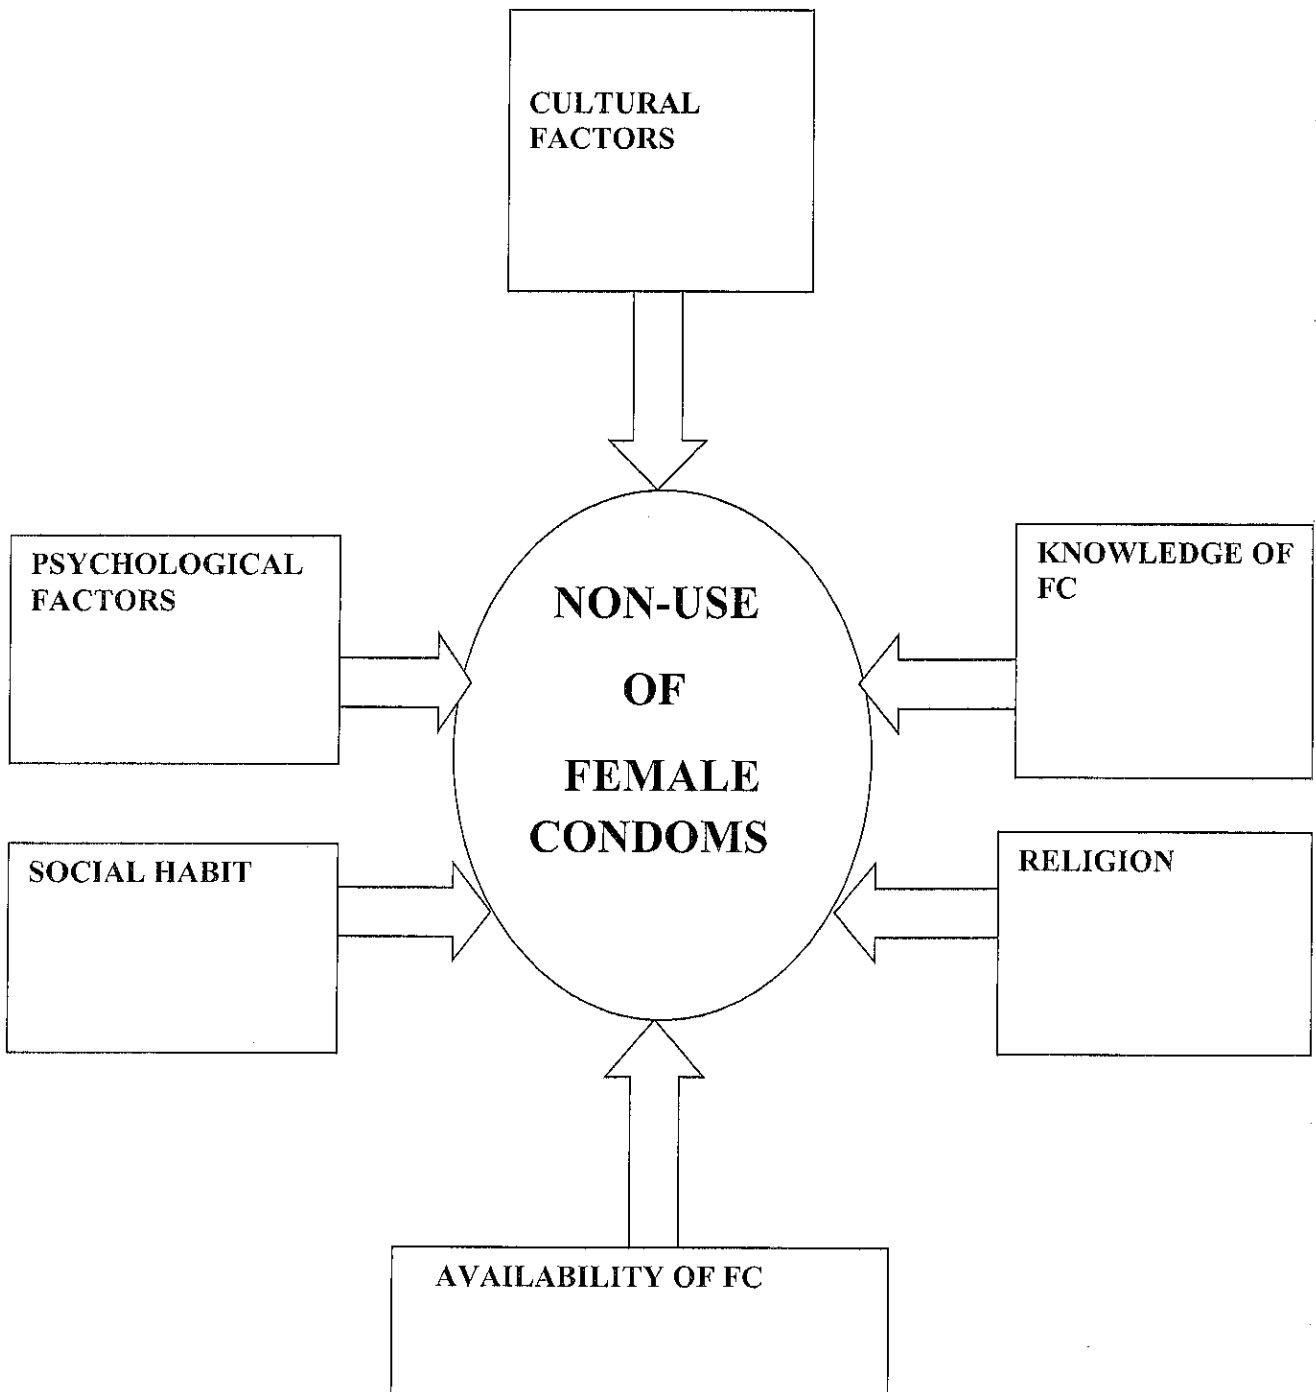 CULTURAL
FACTORS
PSYCHOLOGICAL
FACTORS
KNOWLEDGE OF
FC
NON-USE
OF
FEMALE
CONDOMS
SOCIAL HABIT
RELIGION
AVAILABILITY OF FC